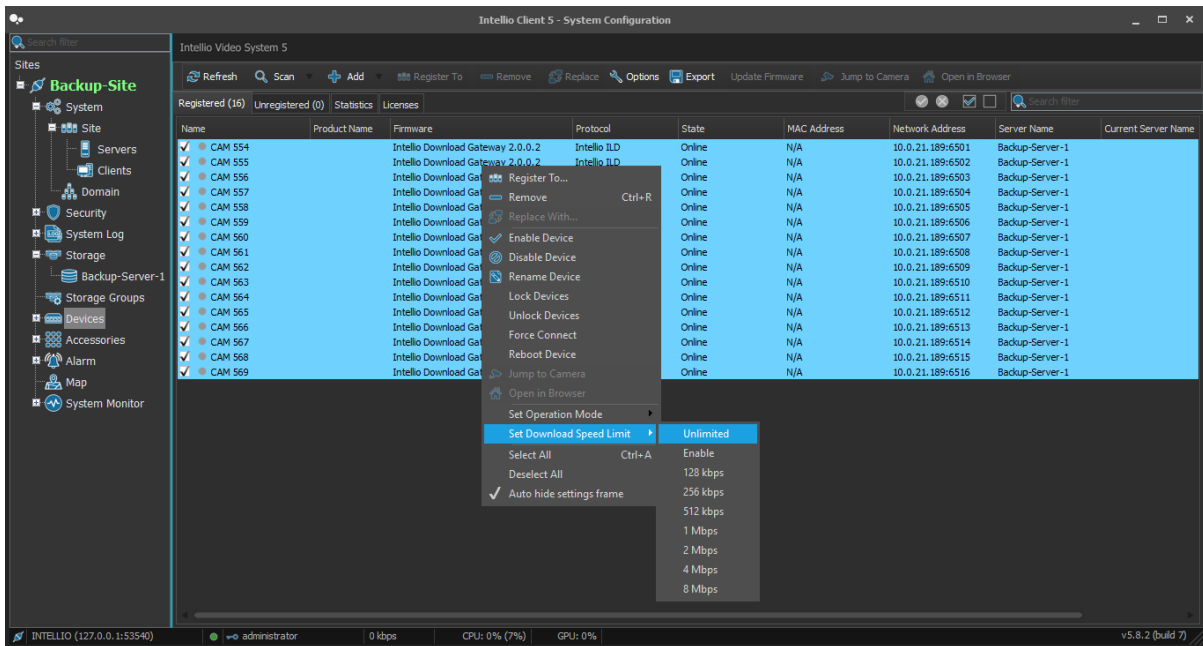 Intellio Client 5 - System Configuration
Search filter
Intellio Video System 5
Sites
Backup-Site
System
Site
Servers
Clients
Domain
Security
System Log
Storage
Backup-Server-1
Storage Groups
Devices
Accessories
Alarm
Map
System Monitor
Refresh Scan Add Register To Remove Replace Options Export Update Firmware Jump to Camera Open in Browser
Registered (16) Unregistered (0) Statistics Licenses Search filter
Name Product Name Firmware Protocol State MAC Address Network Address Server Name Current Server Name
CAM 554 Intellio Download Gateway 2.0.0.2 Intellio ILD Online N/A 10.0.21.189:6501 Backup-Server-1
CAM 555 Intellio Download Gateway 2.0.0.2 Intellio ILD Online N/A 10.0.21.189:6502 Backup-Server-1
CAM 556 Intellio Download Online N/A 10.0.21.189:6503 Backup-Server-1
CAM 557 Intellio Download Online N/A 10.0.21.189:6504 Backup-Server-1
CAM 558 Intellio Download Online N/A 10.0.21.189:6505 Backup-Server-1
CAM 559 Intellio Download Online N/A 10.0.21.189:6506 Backup-Server-1
CAM 560 Intellio Download Online N/A 10.0.21.189:6507 Backup-Server-1
CAM 561 Intellio Download Online N/A 10.0.21.189:6508 Backup-Server-1
CAM 562 Intellio Download Online N/A 10.0.21.189:6509 Backup-Server-1
CAM 563 Intellio Download Online N/A 10.0.21.189:6510 Backup-Server-1
CAM 564 Intellio Download Online N/A 10.0.21.189:6511 Backup-Server-1
CAM 565 Intellio Download Online N/A 10.0.21.189:6512 Backup-Server-1
CAM 566 Intellio Download Online N/A 10.0.21.189:6513 Backup-Server-1
CAM 567 Intellio Download Online N/A 10.0.21.189:6514 Backup-Server-1
CAM 568 Intellio Download Online N/A 10.0.21.189:6515 Backup-Server-1
CAM 569 Intellio Download Online N/A 10.0.21.189:6516 Backup-Server-1
Register To...
Remove Ctrl+R
Replace With...
Enable Device
Disable Device
Rename Device
Lock Devices
Unlock Devices
Force Connect
Reboot Device
Jump to Camera
Open in Browser
Set Operation Mode
Set Download Speed Limit
Select All Ctrl+A
Deselect All
Auto hide settings frame
Unlimited
Enable
128 kbps
256 kbps
512 kbps
1 Mbps
2 Mbps
4 Mbps
8 Mbps
INTELLIO (127.0.0.1:53540) administrator 0 kbps CPU: 0% (7%) GPU: 0% v5.8.2 (build 7)